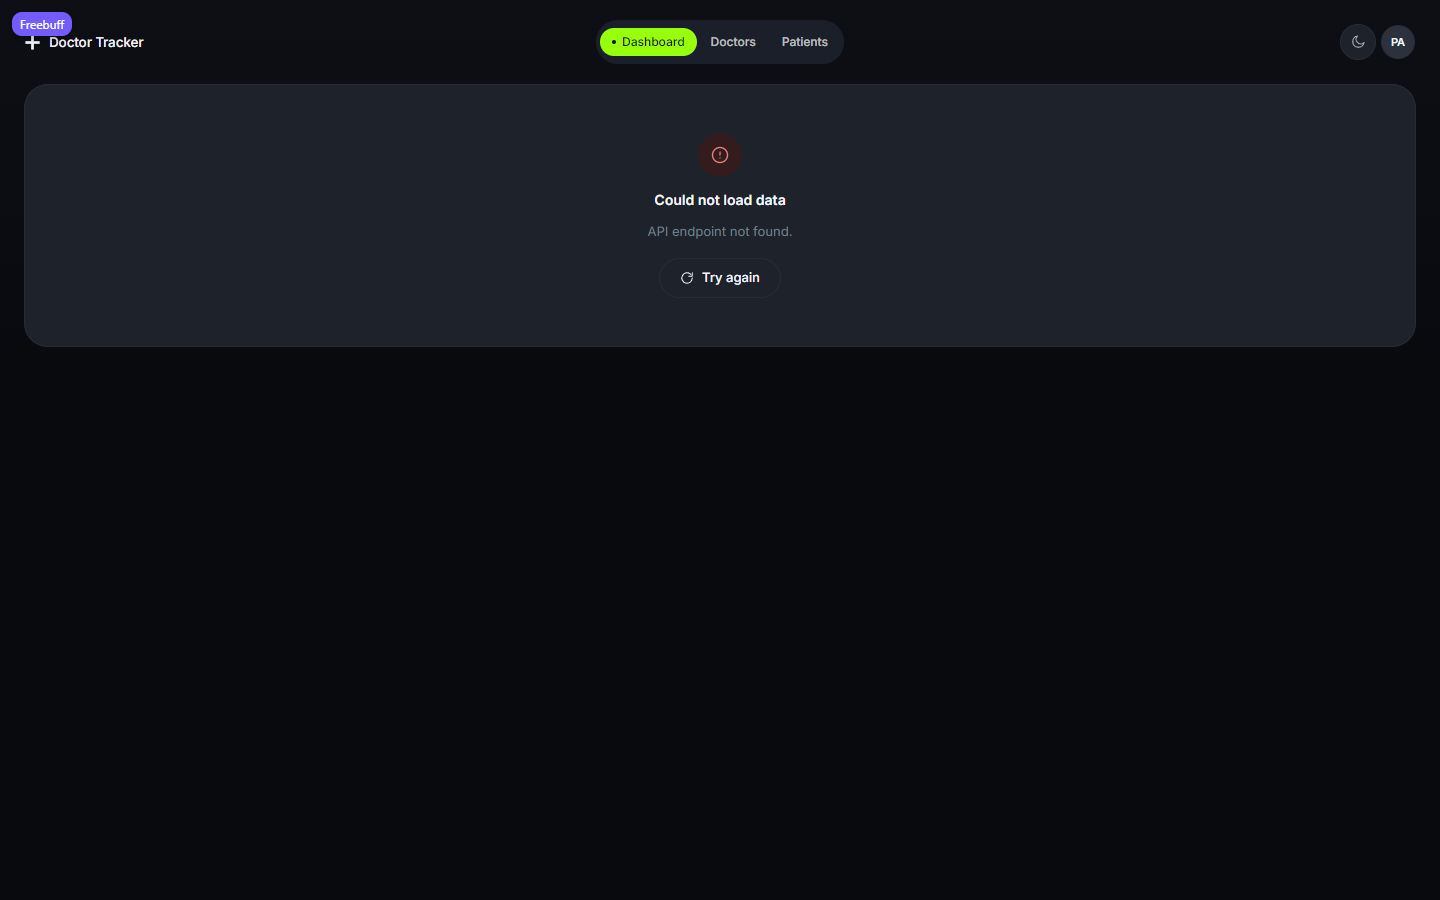 Freebuff
Doctor Tracker
Dashboard
Doctors
Patients
PA
Could not load data
API endpoint not found.
Try again